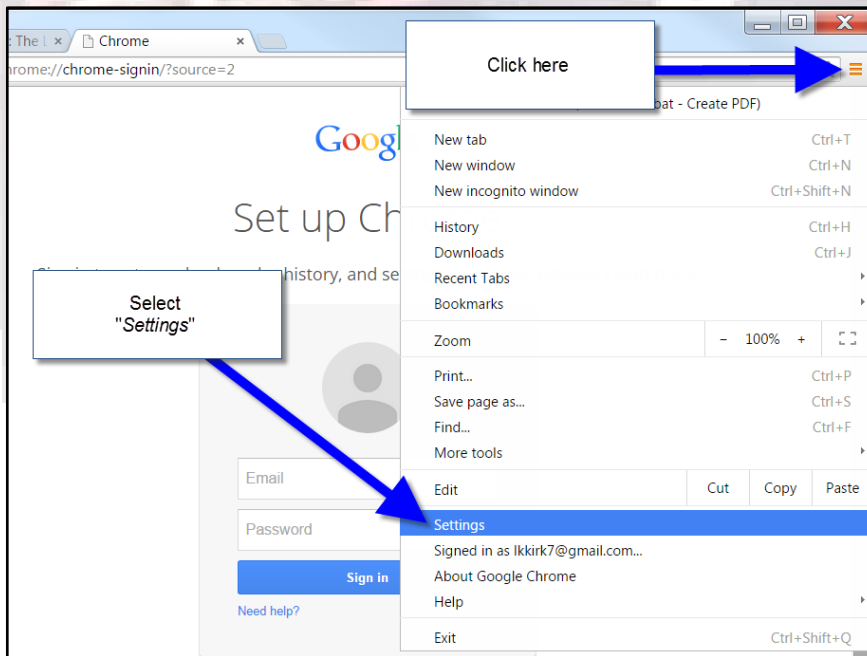 : The L
Chrome
hrome://chrome-signin/?source=2
Click here
bat - Create PDF)
Googl
New tab Ctrl+T
New window Ctrl+N
New incognito window Ctrl+Shift+N
Set up Ch
History Ctrl+H
Downloads Ctrl+J
history, and se
Recent Tabs
Bookmarks
Select
"Settings"
Zoom - 100% +
Print... Ctrl+P
Save page as... Ctrl+S
Find... Ctrl+F
More tools
Email
Edit Cut Copy Paste
Password
Settings
Signed in as lkkirk7@gmail.com...
Sign in
About Google Chrome
Need help?
Help
Exit Ctrl+Shift+Q